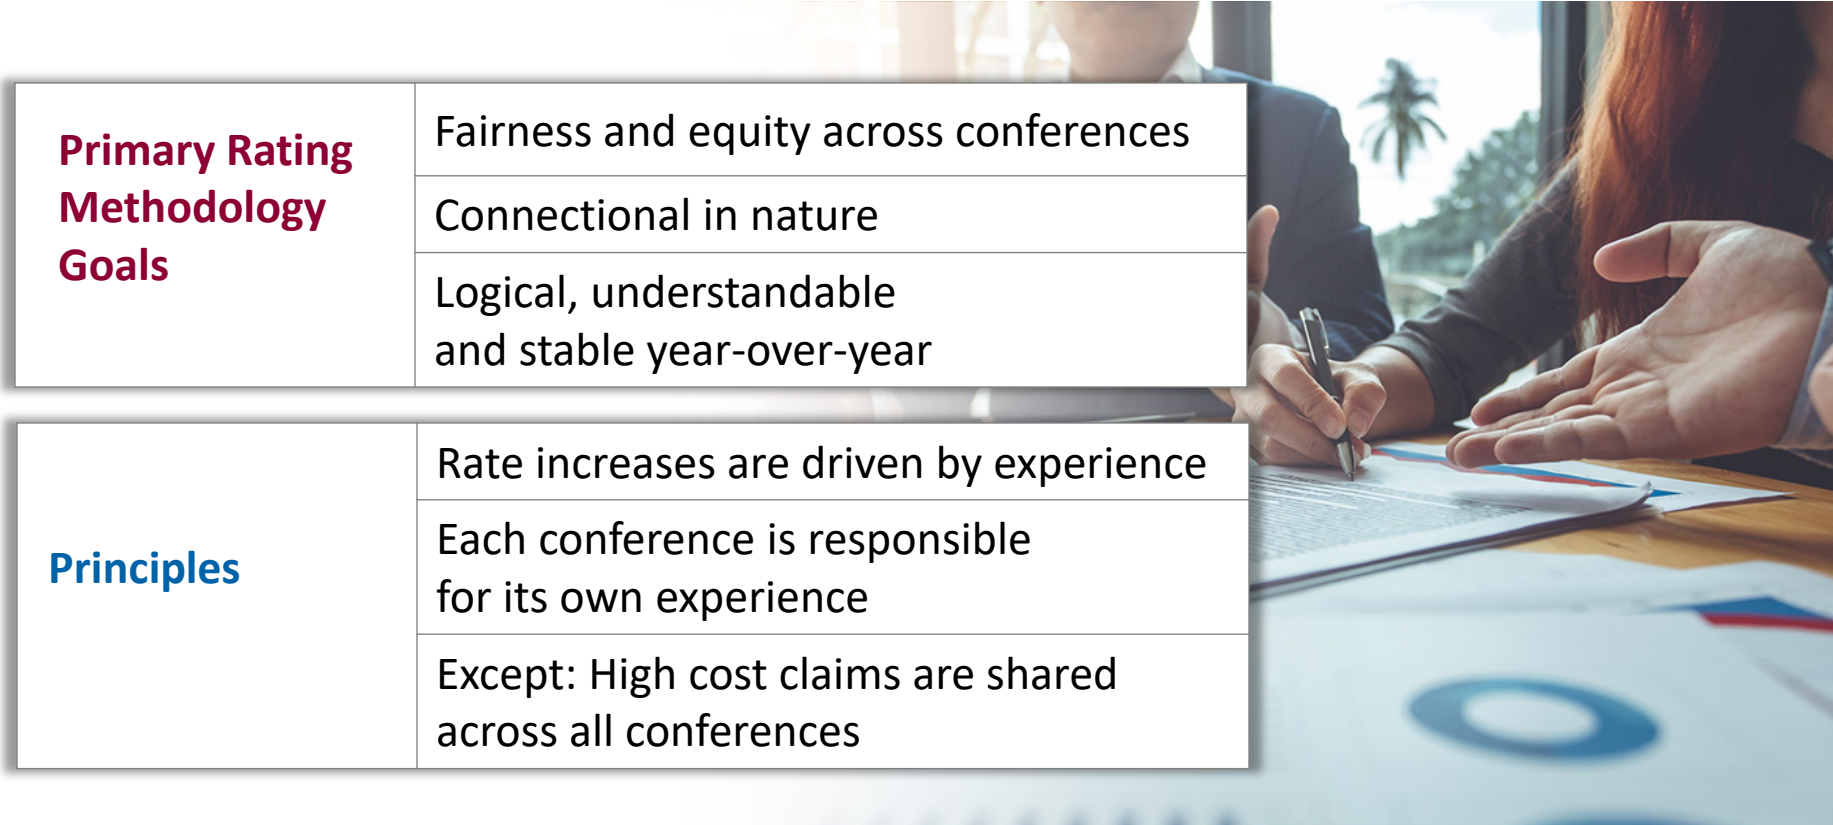 Primary Rating
Methodology
Goals
Fairness and equity across conferences
Connectional in nature
Logical, understandable
and stable year-over-year
Principles
Rate increases are driven by experience
Each conference is responsible
for its own experience
Except: High cost claims are shared
across all conferences